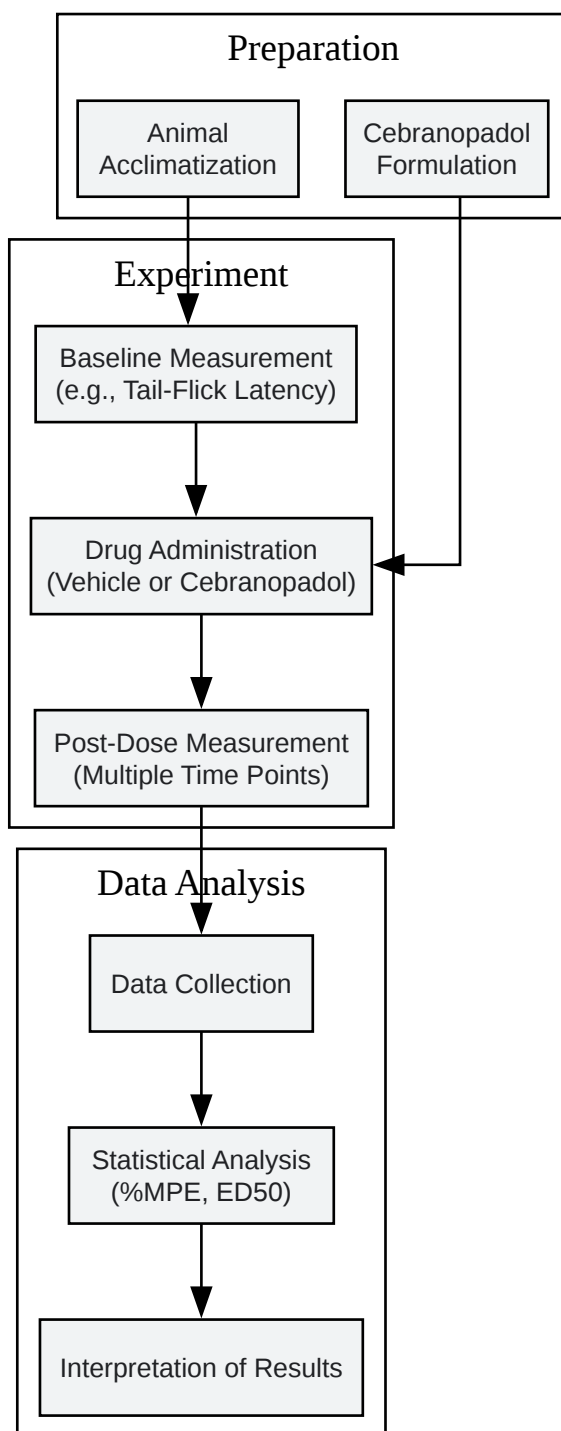 Preparation
Animal
Acclimatization
Cebranopadol
Formulation
Experiment
Baseline Measurement
(e.g., Tail-Flick Latency)
Drug Administration
(Vehicle or Cebranopadol)
Post-Dose Measurement
(Multiple Time Points)
Data Analysis
Data Collection
Statistical Analysis
(%MPE, ED50)
Interpretation of Results